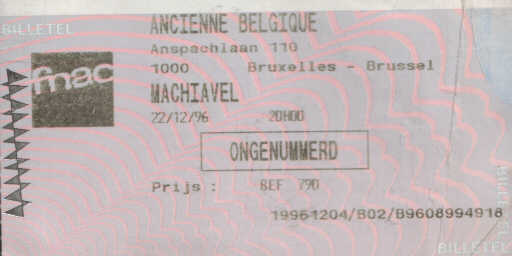 BILLETEL
ANCIENNE BELGIQUE
Anspachlaan 110
1000 Bruxelles - Brussel
fnac
MACHIAVEL
22/12/96 20H00
ONGENUMMERD
Prijs : BEF 790
19961204/B02/B9608994918
BILLETEL